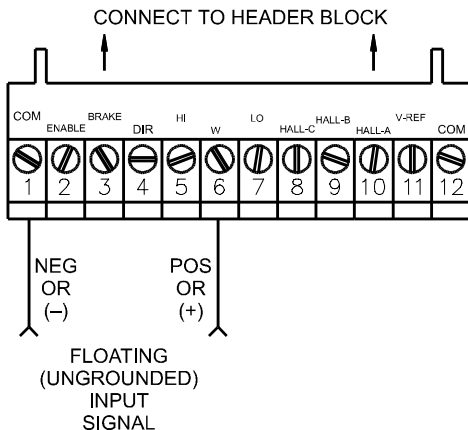 CONNECT TO HEADER BLOCK
COM ENABLE BRAKE DIR HI W LO HALL-C HALL-B HALL-A V-REF COM
1 2 3 4 5 6 7 8 9 10 11 12
NEG
OR
(–)
POS
OR
(+)
FLOATING
(UNGROUNDED)
INPUT
SIGNAL